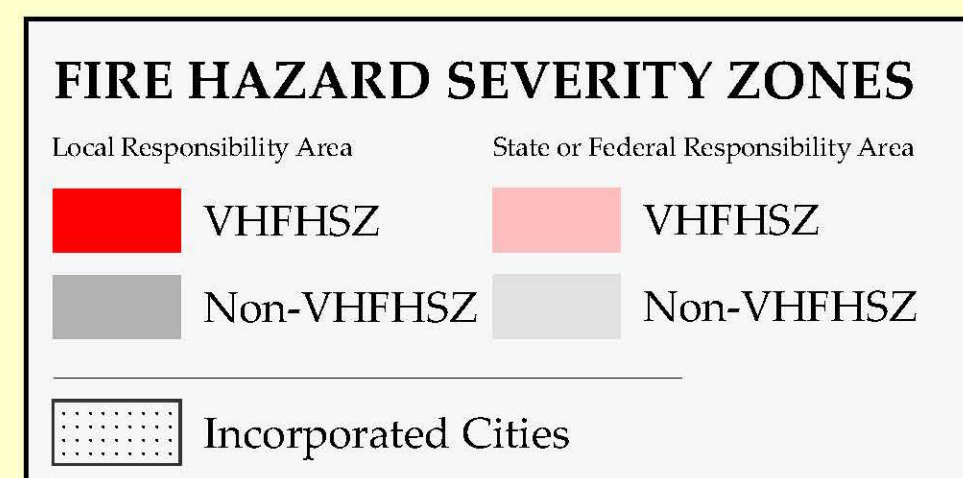 FIRE HAZARD SEVERITY ZONES
Local Responsibility Area
State or Federal Responsibility Area
VHFHSZ
VHFHSZ
Non-VHFHSZ
Non-VHFHSZ
Incorporated Cities